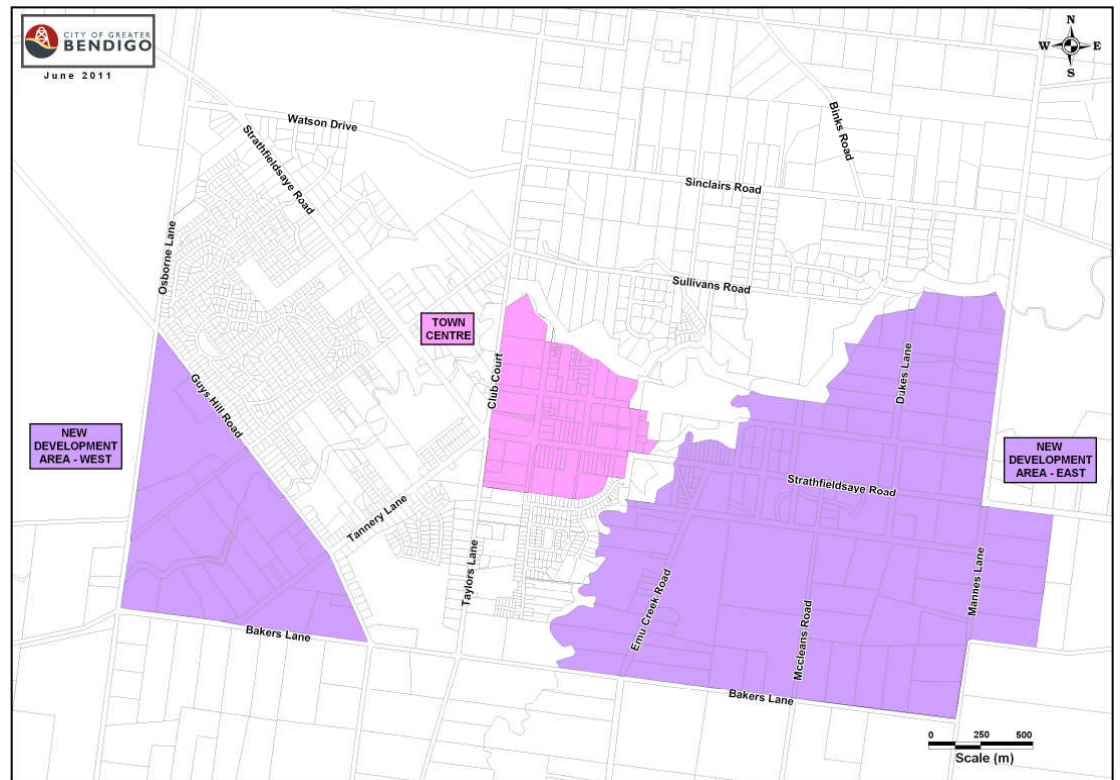 CITY OF GREATER
BENDIGO
June 2011
N
W
E
S
Watson Drive
Strathfieldsaye Road
Binks Road
Sinclairs Road
Osborne Lane
Sullivans Road
TOWN
CENTRE
Club Court
Dukes Lane
Guys Hill Road
NEW
DEVELOPMENT
AREA - WEST
NEW
DEVELOPMENT
AREA - EAST
Strathfieldsaye Road
Tannery Lane
Taylors Lane
Emu Creek Road
Mccleans Road
Mannes Lane
Bakers Lane
Bakers Lane
0 250 500
Scale (m)